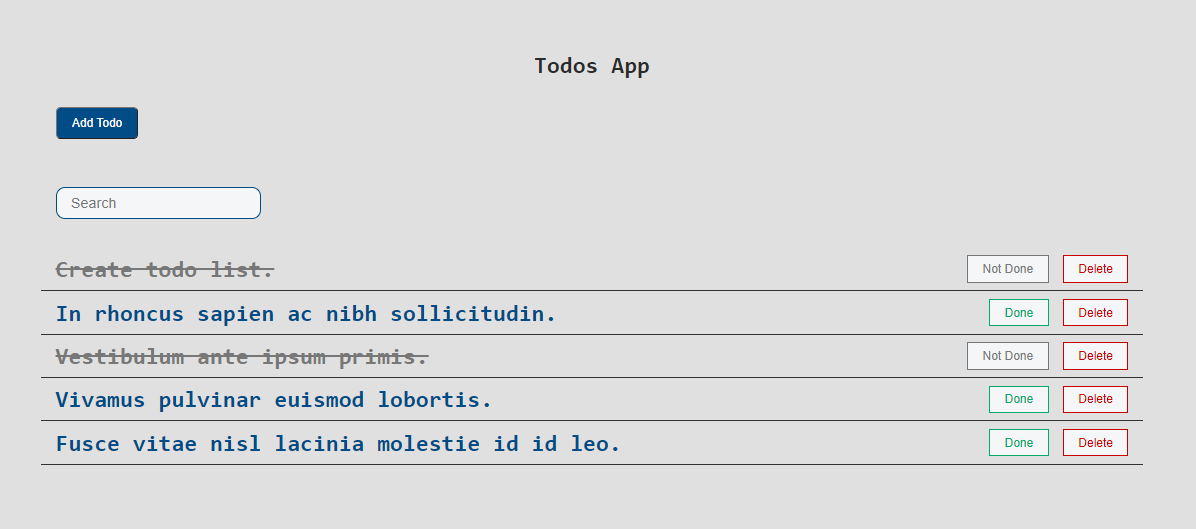 Todos App
Add Todo
Search
Create todo list. Not Done Delete
In rhoncus sapien ac nibh sollicitudin. Done Delete
Vestibulum ante ipsum primis. Not Done Delete
Vivamus pulvinar euismod lobortis. Done Delete
Fusce vitae nisl lacinia molestie id id leo. Done Delete